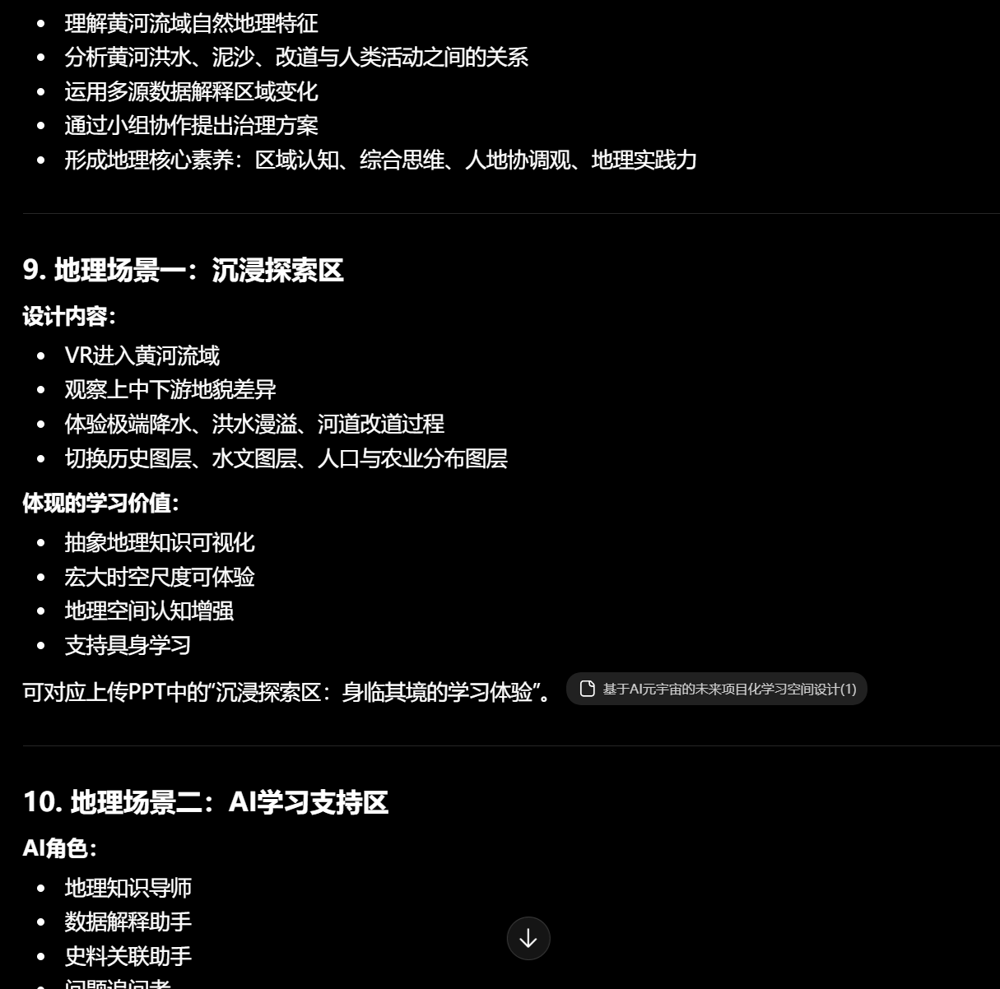 理解黄河流域自然地理特征
分析黄河洪水、泥沙、改道与人类活动之间的关系
运用多源数据解释区域变化
通过小组协作提出治理方案
形成地理核心素养：区域认知、综合思维、人地协调观、地理实践力
9. 地理场景一：沉浸探索区
设计内容：
VR进入黄河流域
观察上中下游地貌差异
体验极端降水、洪水漫溢、河道改道过程
切换历史图层、水文图层、人口与农业分布图层
体现的学习价值：
抽象地理知识可视化
宏大时空尺度可体验
地理空间认知增强
支持具身学习
可对应上传PPT中的“沉浸探索区：身临其境的学习体验”。 基于AI元宇宙的未来项目化学习空间设计(1)
10. 地理场景二：AI学习支持区
AI角色：
地理知识导师
数据解释助手
史料关联助手
问题追问者